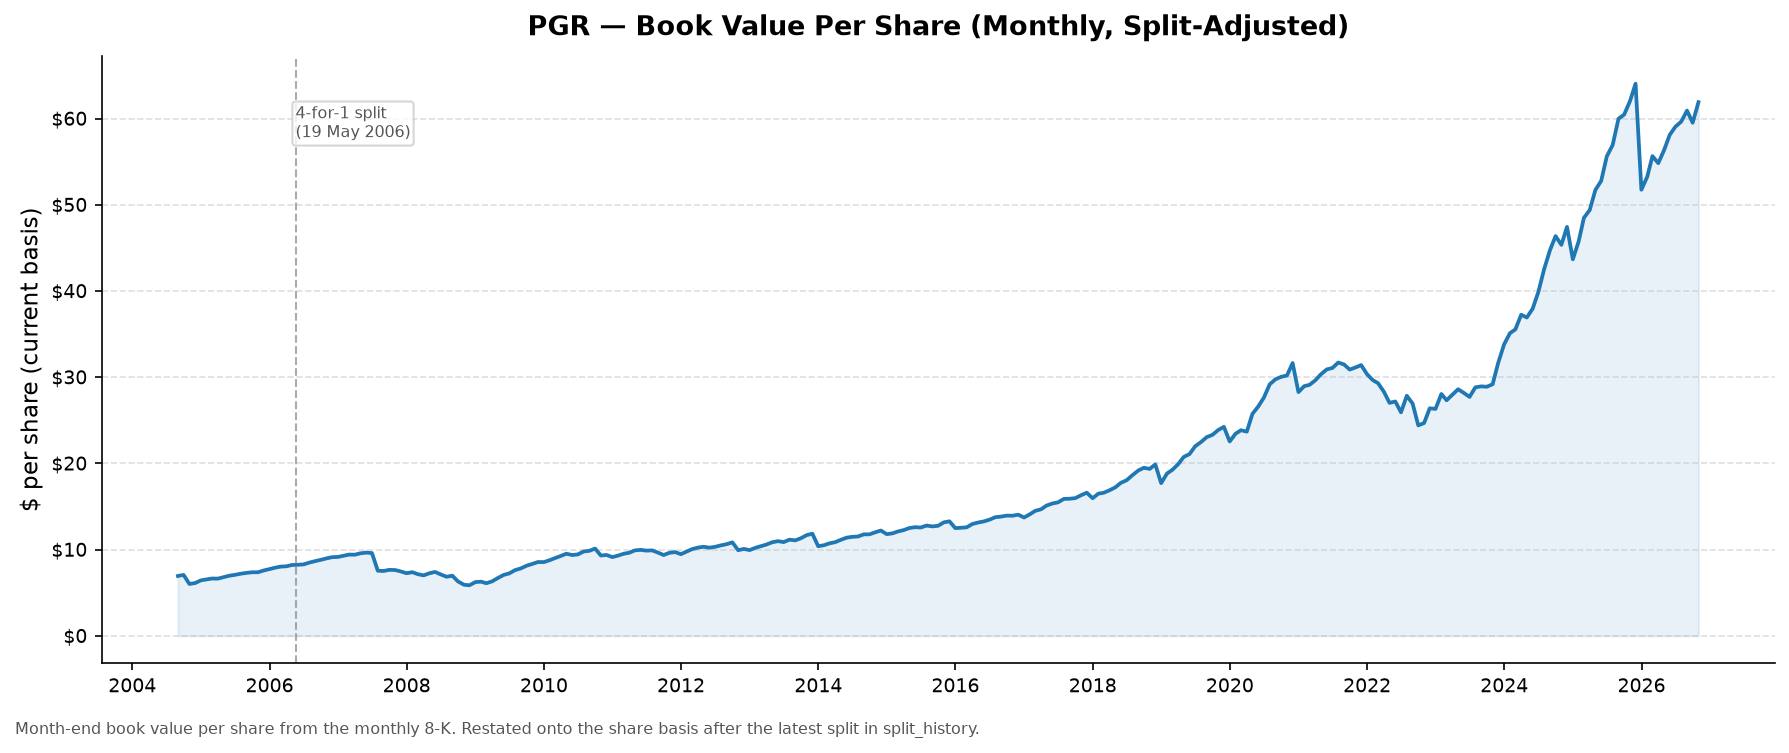 PGR — Book Value Per Share (Monthly, Split-Adjusted)
$ per share (current basis)
$60
$50
$40
$30
$20
$10
$0
4-for-1 split
(19 May 2006)
2004 2006 2008 2010 2012 2014 2016 2018 2020 2022 2024 2026
Month-end book value per share from the monthly 8-K. Restated onto the share basis after the latest split in split_history.